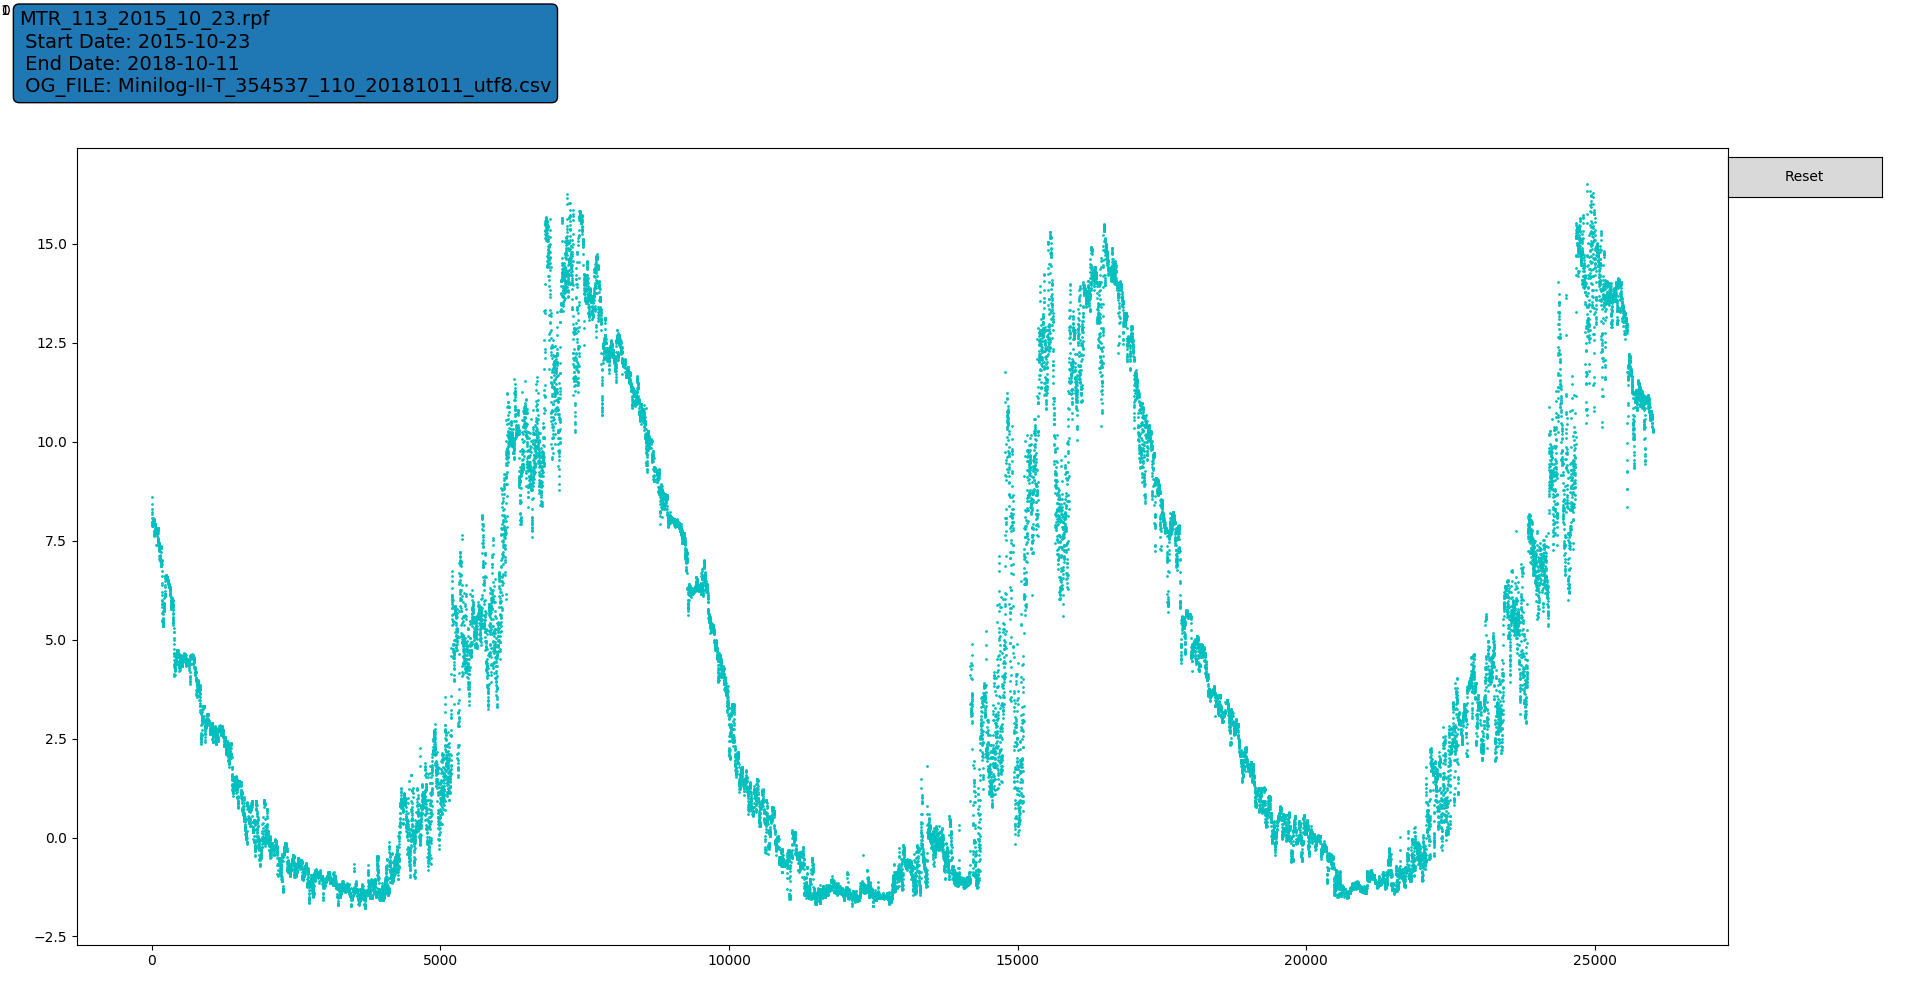 MTR_113_2015_10_23.rpf
Start Date: 2015-10-23
End Date: 2018-10-11
OG_FILE: Minilog-II-T_354537_110_20181011_utf8.csv
Reset
15.0
12.5
10.0
7.5
5.0
2.5
0.0
−2.5
0 5000 10000 15000 20000 25000